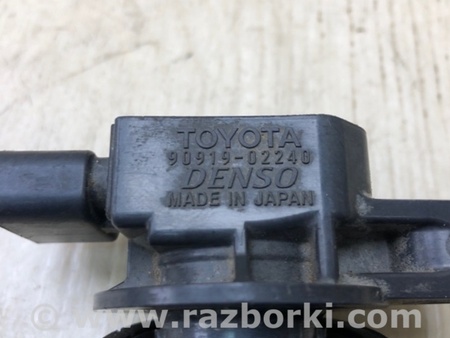 TOYOTA
90919-02240
DENSO
MADE IN JAPAN
© www.razborki.com